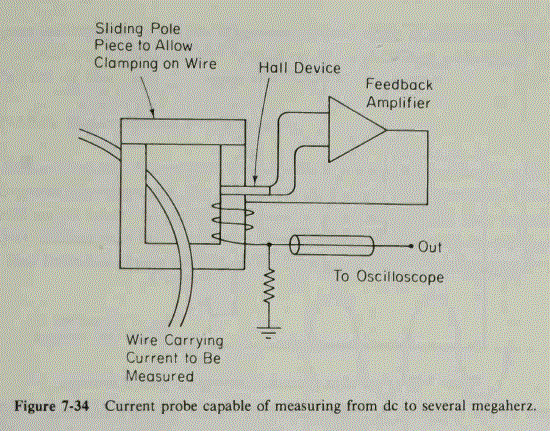 Sliding Pole
Piece to Allow
Clamping on Wire
Hall Device
Feedback
Amplifier
Out
To Oscilloscope
Wire Carrying
Current to Be
Measured
Figure 7-34 Current probe capable of measuring from dc to several megaherz.